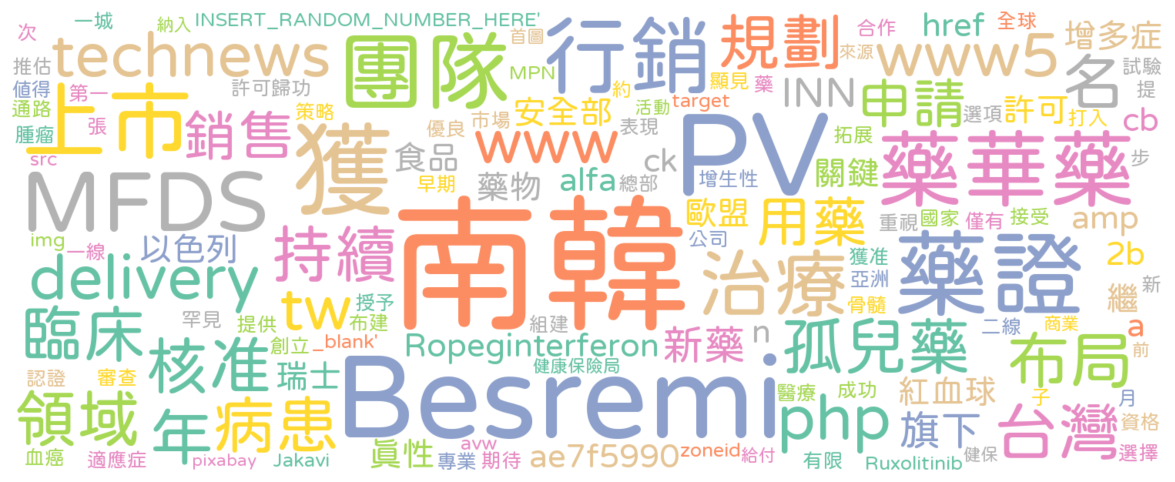 次 一城 納入 INSERT_RANDOM_NUMBER_HERE' 行銷 規劃 href 合作 全球
technews 團隊 首圖 www5 來源 增多症
推估 值得 許可歸功 MPN 約 顯見 藥 INN 申請 名 試驗 提
通路 第一 上市 銷售 策略 優良 市場 安全部 活動 target 選項 許可 打入
腫瘤 張 獲 食品 www 表現 PV 拓展 藥華藥 cb
src MFDS 早期 藥物 alfa 總部 ck 增生性 關鍵 步
img 一線 以色列 持續 南韓 歐盟 用藥 重視 國家 僅有 接受 amp
delivery 公司 治療 獲准 亞洲 藥證 2b 新
罕見 提供 tw 授予 布建 組建 骨髓 繼
臨床 創立 _blank' Ropeginterferon 新藥 n 孤兒藥 二線 商業 a 前
核准 瑞士 健康保險局 布局
認證 審查 Besremi 醫療 成功 紅血球 子 月
領域 年 病患 php 旗下 台灣 資格
血癌 適應症 pixabay Jakavi 眞性 avw 專業 期待 ae7f5990 zoneid 給付 有限 Ruxolitinib 健保 選擇